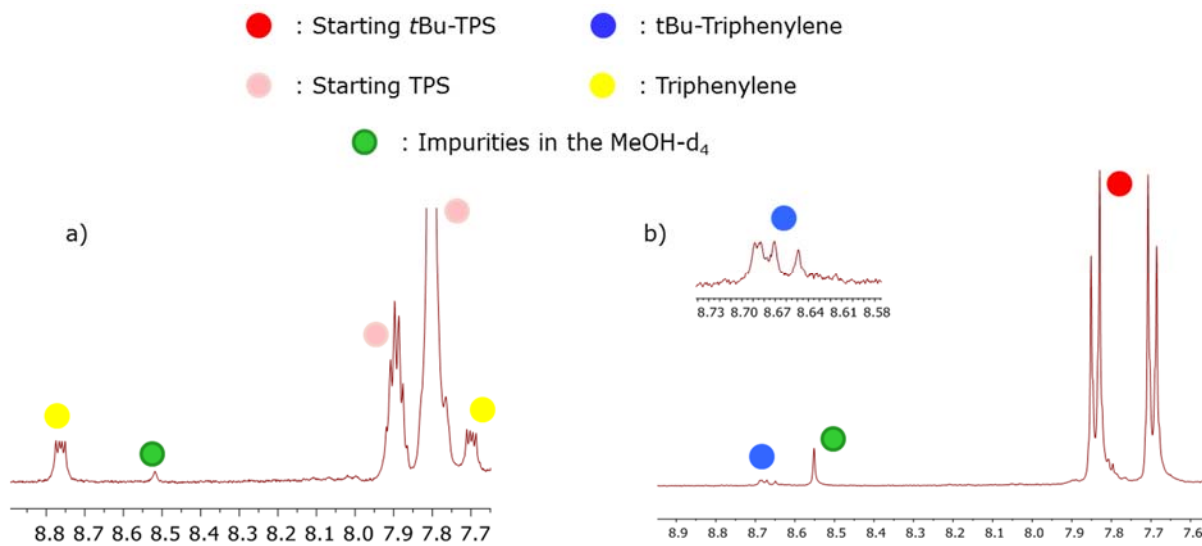 : Starting tBu-TPS : tBu-Triphenylene
: Starting TPS : Triphenylene
: Impurities in the MeOH-d₄
a) b)
8.73 8.70 8.67 8.64 8.61 8.58
8.8 8.7 8.6 8.5 8.4 8.3 8.2 8.1 8.0 7.9 7.8 7.7
8.9 8.8 8.7 8.6 8.5 8.4 8.3 8.2 8.1 8.0 7.9 7.8 7.7 7.6